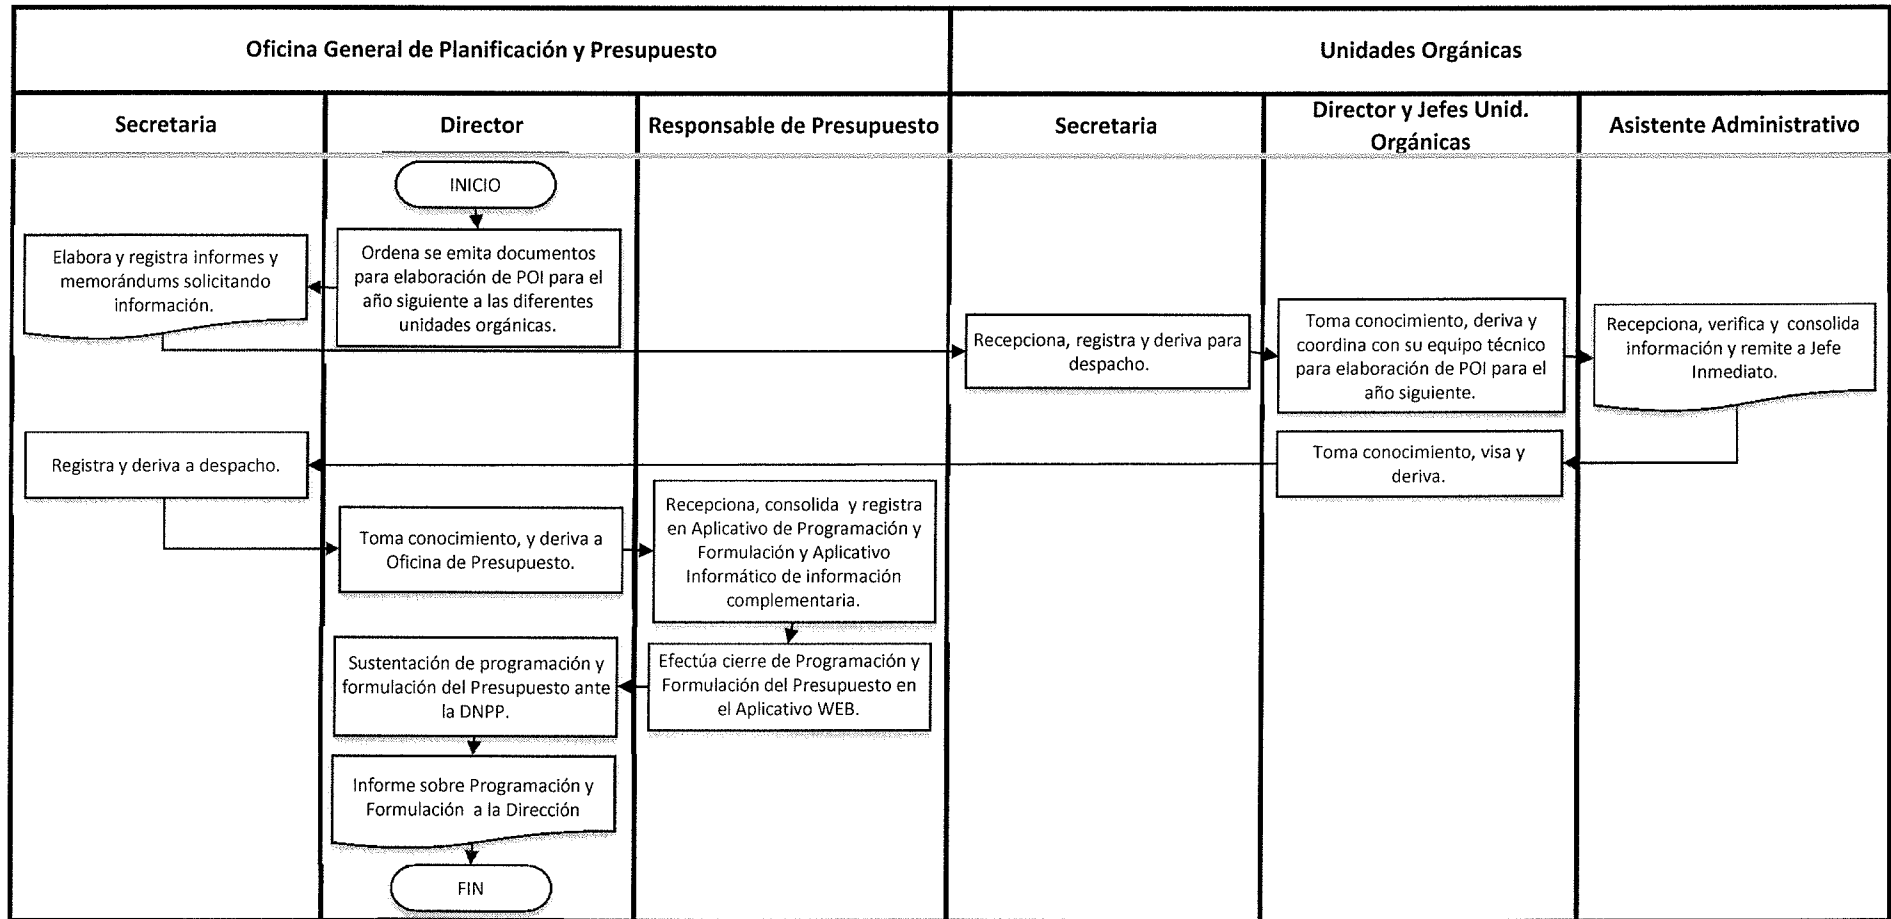 Oficina General de Planificación y Presupuesto
Unidades Orgánicas
Secretaria
Director
Responsable de Presupuesto
Secretaria
Director y Jefes Unid.
Orgánicas
Asistente Administrativo
INICIO
Ordena se emita documentos
para elaboración de POI para el
año siguiente a las diferentes
unidades orgánicas.
Elabora y registra informes y
memorándums solicitando
información.
Recepciona, registra y deriva para
despacho.
Toma conocimiento, deriva y
coordina con su equipo técnico
para elaboración de POI para el
año siguiente.
Recepciona, verifica y consolida
información y remite a Jefe
Inmediato.
Toma conocimiento, visa y
deriva.
Registra y deriva a despacho.
Toma conocimiento, y deriva a
Oficina de Presupuesto.
Recepciona, consolida y registra
en Aplicativo de Programación y
Formulación y Aplicativo
Informático de información
complementaria.
Efectúa cierre de Programación y
Formulación del Presupuesto en
el Aplicativo WEB.
Sustentación de programación y
formulación del Presupuesto ante
la DNPP.
Informe sobre Programación y
Formulación a la Dirección
FIN